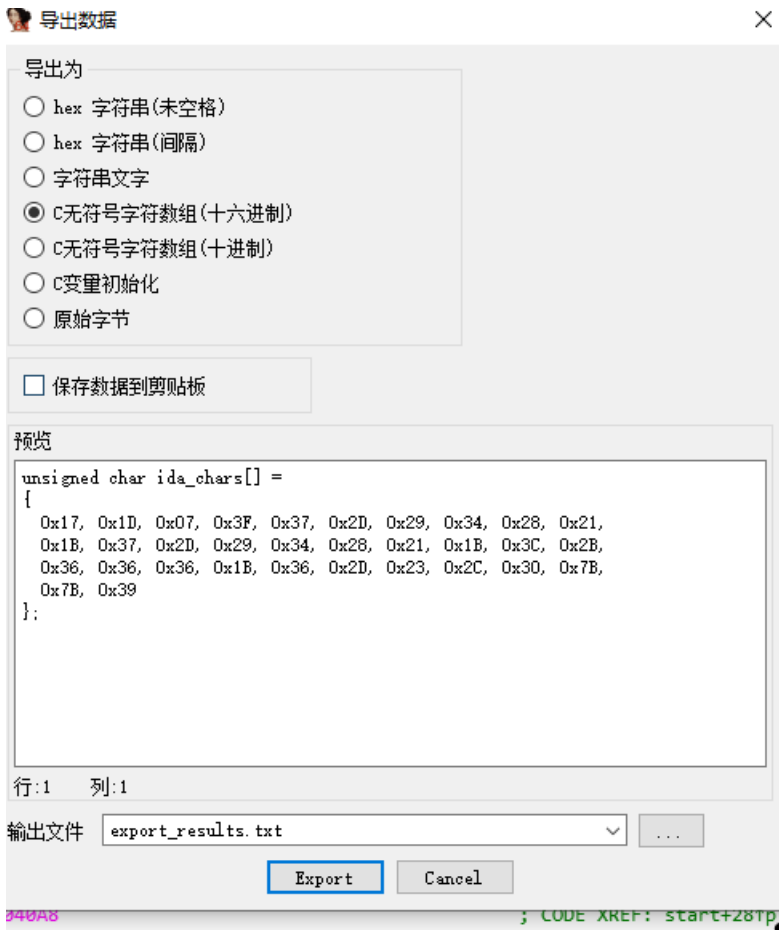 导出数据
导出为
hex 字符串(未空格)
hex 字符串(间隔)
字符串文字
C无符号字符数组(十六进制)
C无符号字符数组(十进制)
C变量初始化
原始字节
保存数据到剪贴板
预览
unsigned char ida_chars[] =
{
0x17, 0x1D, 0x07, 0x3F, 0x37, 0x2D, 0x29, 0x34, 0x28, 0x21,
0x1B, 0x37, 0x2D, 0x29, 0x34, 0x28, 0x21, 0x1B, 0x3C, 0x2B,
0x36, 0x36, 0x36, 0x1B, 0x36, 0x2D, 0x23, 0x2C, 0x30, 0x7B,
0x7B, 0x39
};
行:1 列:1
输出文件 export_results.txt ...
Export Cancel
040A8 ; CODE XREF: start+28↑p